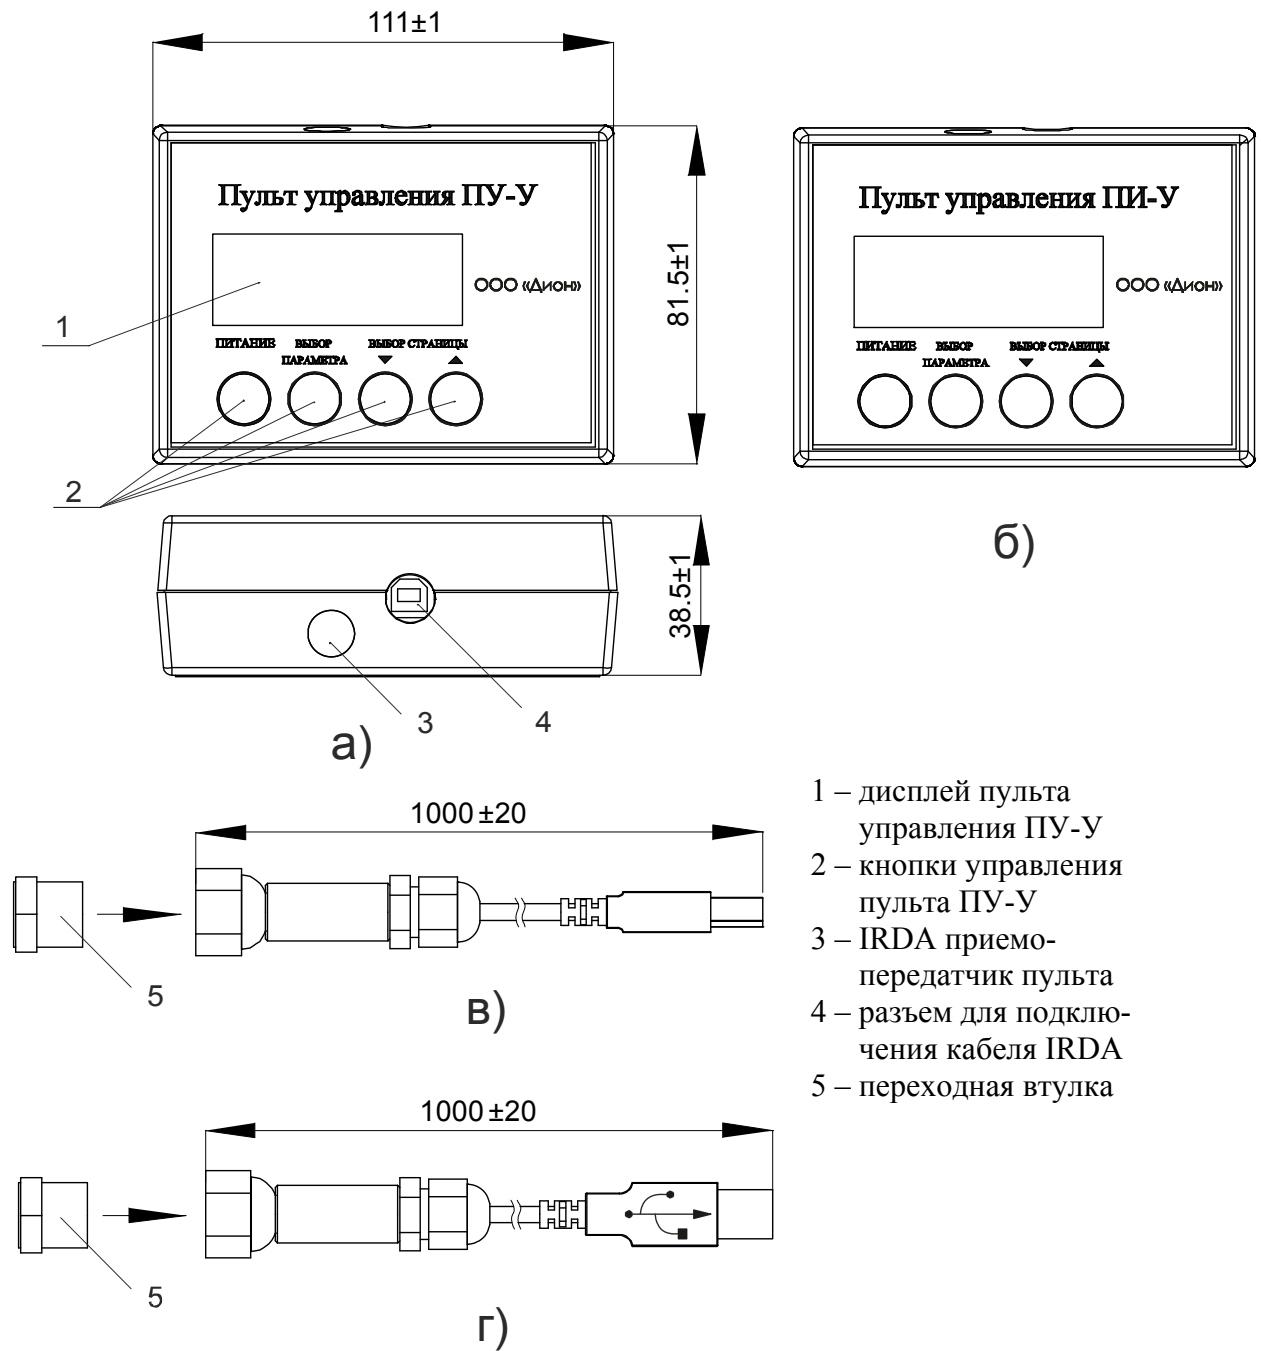 111±1
Пульт управления ПУ-У
ООО «Дион»
ПИТАНИЕ
ВЫБОР
ПАРАМЕТРА
ВЫБОР СТРАНИЦЫ
81.5±1
1
2
Пульт управления ПИ-У
ООО «Дион»
ПИТАНИЕ
ВЫБОР
ПАРАМЕТРА
ВЫБОР СТРАНИЦЫ
б)
38.5±1
3
4
а)
1000±20
5
в)
1 – дисплей пульта
управления ПУ-У
2 – кнопки управления
пульта ПУ-У
3 – IRDA приемо-
передатчик пульта
4 – разъем для подклю-
чения кабеля IRDA
5 – переходная втулка
1000±20
5
г)